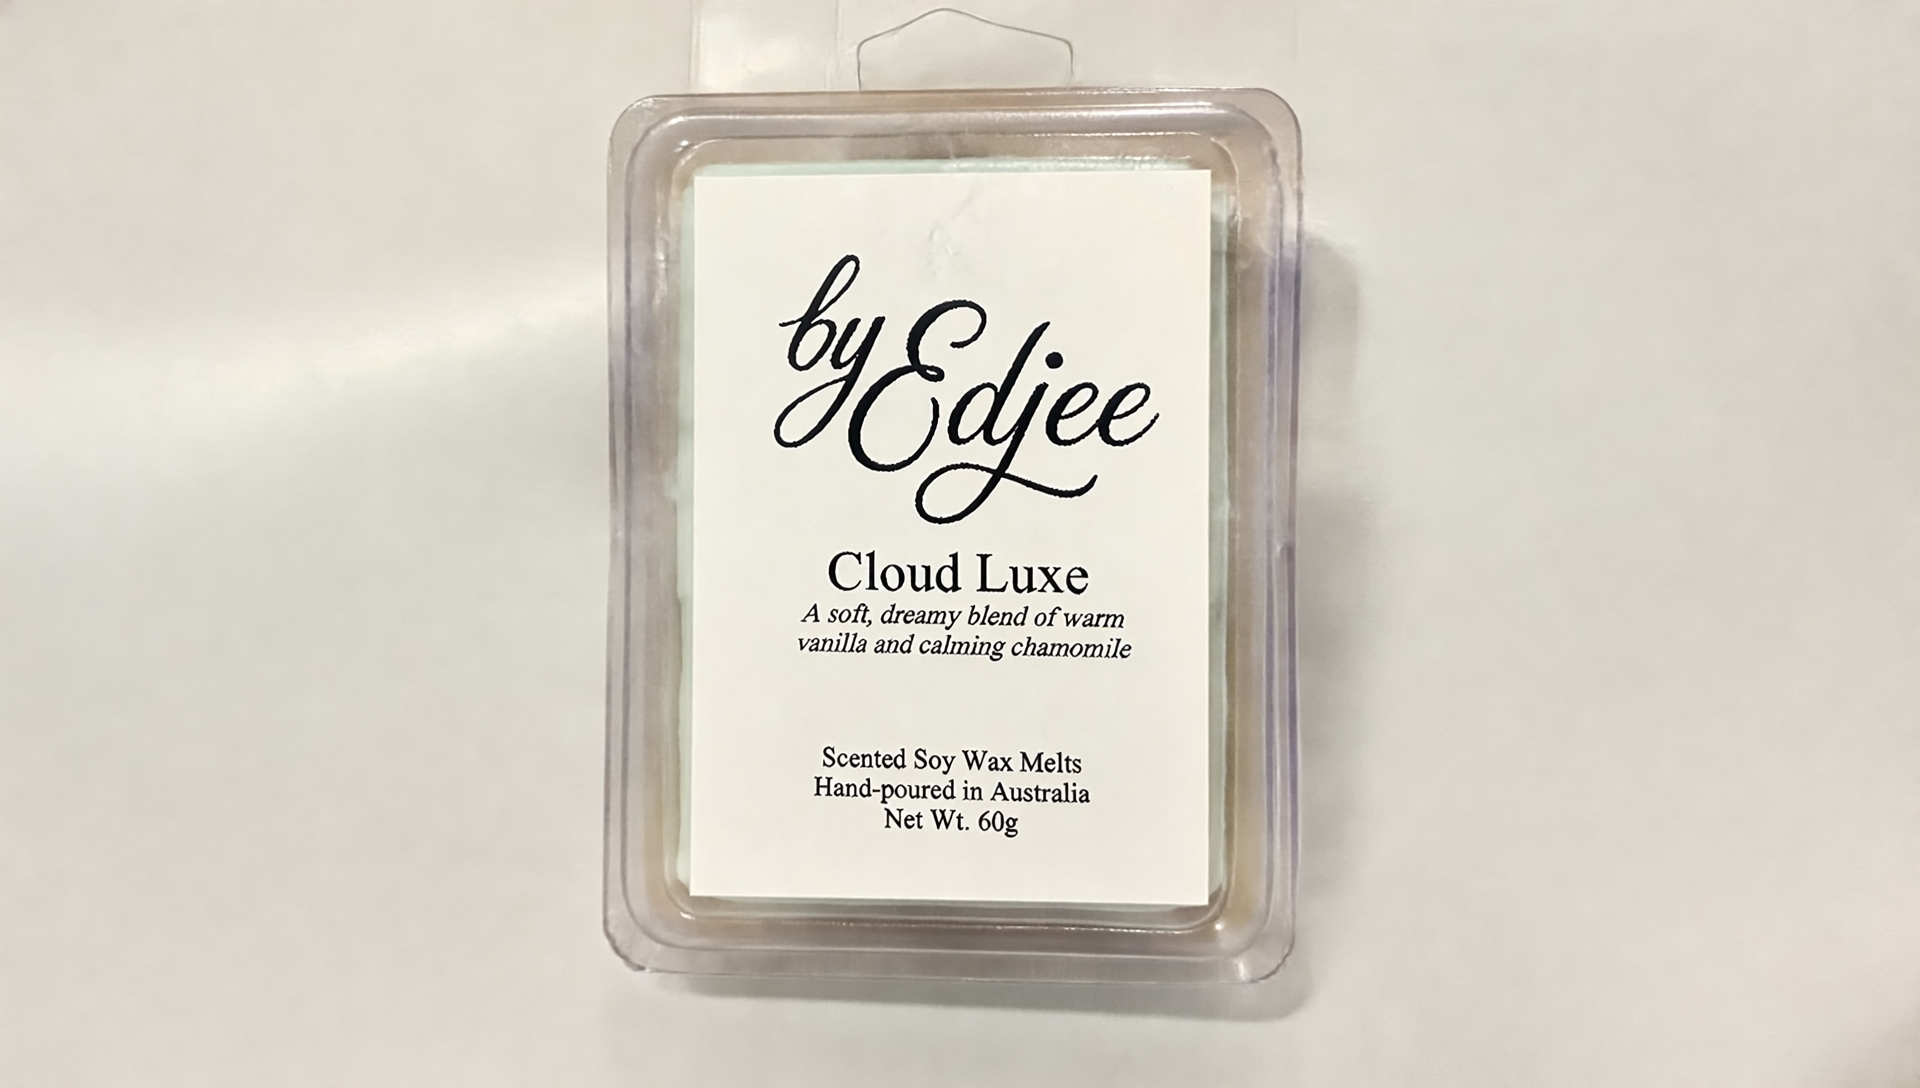 by Edjee
Cloud Luxe
A soft, dreamy blend of warm
vanilla and calming chamomile
Scented Soy Wax Melts
Hand-poured in Australia
Net Wt. 60g